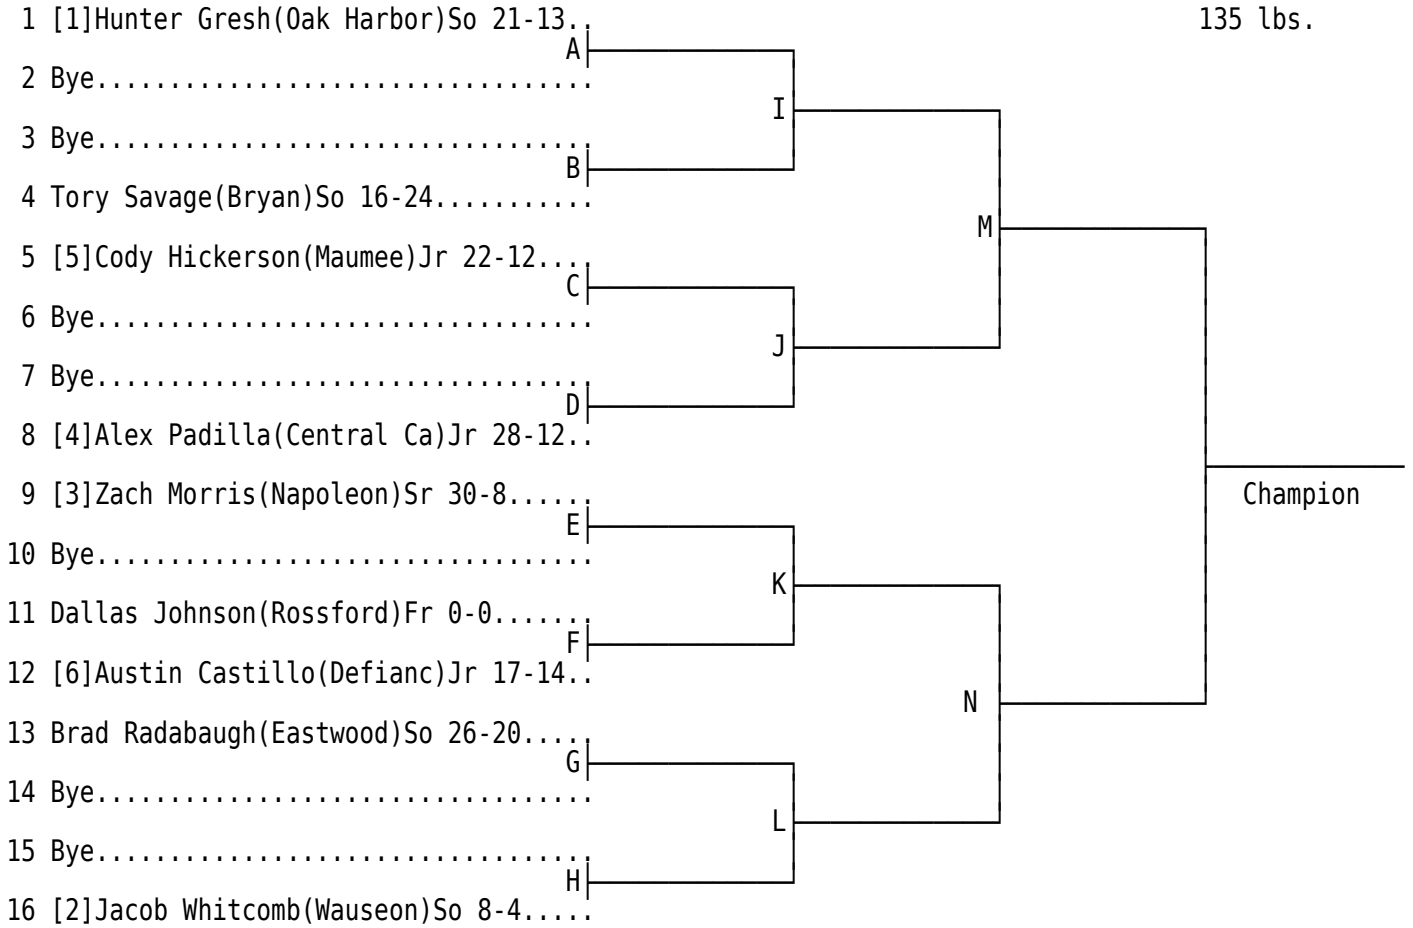 1 [1]Hunter Gresh(Oak Harbor)So 21-13.. 135 lbs.
A
2 Bye..................................
I
3 Bye..................................
B
4 Tory Savage(Bryan)So 16-24...........
M
5 [5]Cody Hickerson(Maumee)Jr 22-12....
C
6 Bye..................................
J
7 Bye..................................
D
8 [4]Alex Padilla(Central Ca)Jr 28-12..
9 [3]Zach Morris(Napoleon)Sr 30-8...... Champion
E
10 Bye..................................
K
11 Dallas Johnson(Rossford)Fr 0-0.......
F
12 [6]Austin Castillo(Defianc)Jr 17-14..
N
13 Brad Radabaugh(Eastwood)So 26-20.....
G
14 Bye..................................
L
15 Bye..................................
H
16 [2]Jacob Whitcomb(Wauseon)So 8-4.....